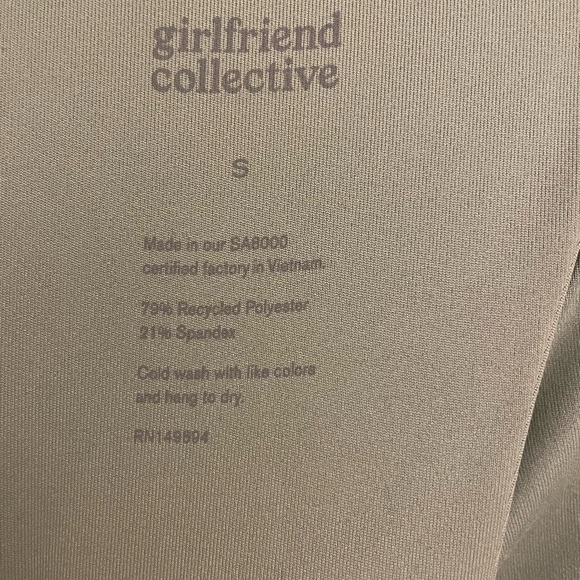 girlfriend
collective
S
Made in our SA8000
certified factory in Vietnam.
79% Recycled Polyester
21% Spandex
Cold wash with like colors
and hang to dry.
RN149894